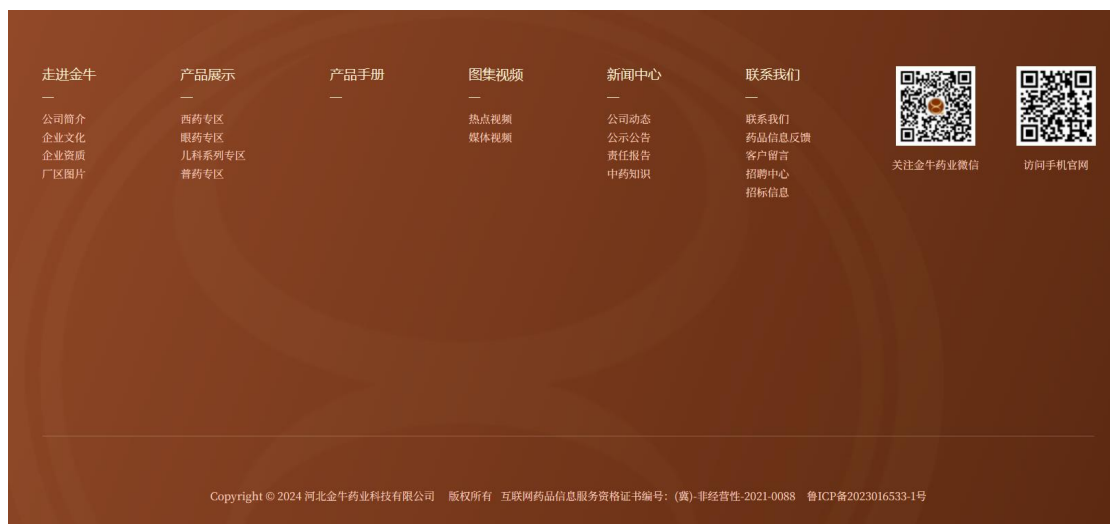 走进金牛
公司简介
企业文化
企业资质
厂区图片
产品展示
西药专区
眼药专区
儿科系列专区
普药专区
产品手册
图集视频
热点视频
媒体视频
新闻中心
公司动态
公示公告
责任报告
中药知识
联系我们
联系我们
药品信息反馈
客户留言
招聘中心
招标信息
关注金牛药业微信
访问手机官网
Copyright © 2024 河北金牛药业科技有限公司 版权所有 互联网药品信息服务资格证书编号：(冀)-非经营性-2021-0088 鲁ICP备2023016533-1号